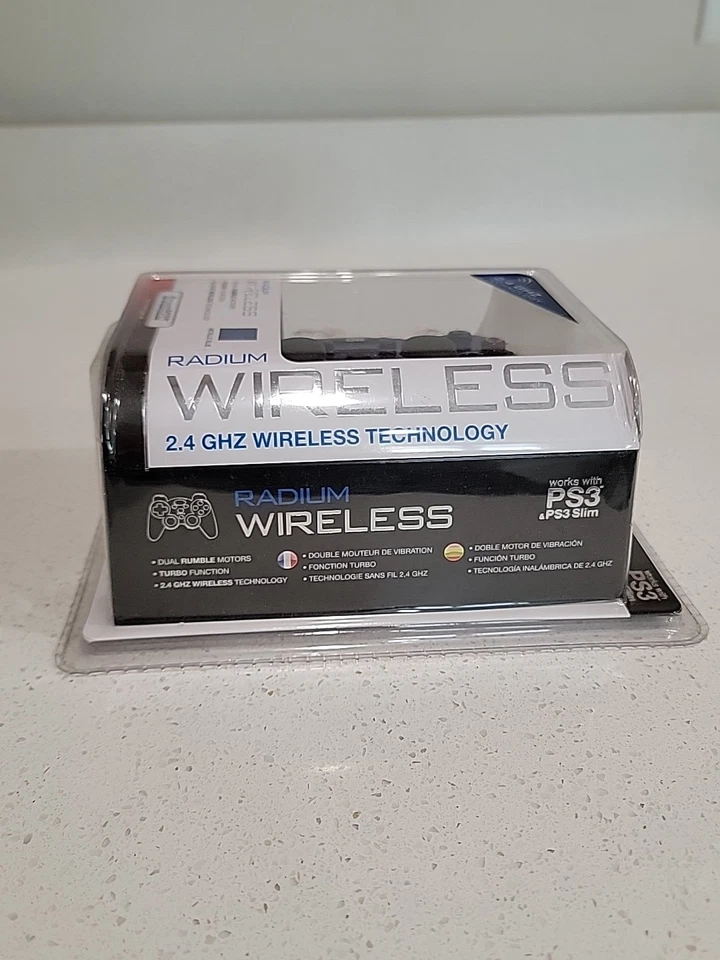 RADIUM
WIRELESS
2.4 GHZ WIRELESS TECHNOLOGY
RADIUM
WIRELESS
works with
PS3
& PS3 Slim
• DUAL RUMBLE MOTORS
• TURBO FUNCTION
• 2.4 GHZ WIRELESS TECHNOLOGY
• DOUBLE MOUTEUR DE VIBRATION
• FONCTION TURBO
• TECHNOLOGIE SANS FIL 2,4 GHZ
• DOBLE MOTOR DE VIBRACIÓN
• FUNCIÓN TURBO
• TECNOLOGÍA INALÁMBRICA DE 2.4 GHZ
PS3